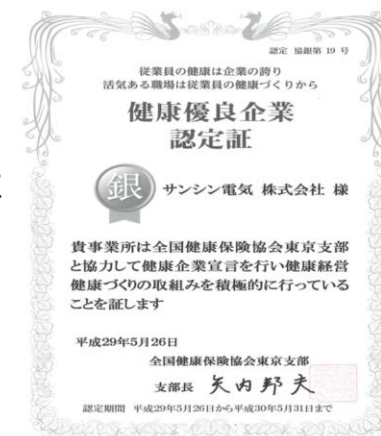 認定 協銀第 19 号
従業員の健康は企業の誇り
活気ある職場は従業員の健康づくりから
健康優良企業
認定証
銀
サンシン電気 株式会社 様
貴事業所は全国健康保険協会東京支部
と協力して健康企業宣言を行い健康経営
健康づくりの取組みを積極的に行っている
ことを証します
平成29年5月26日
全国健康保険協会東京支部
支部長 矢内邦夫
認定期間 平成29年5月26日から平成30年5月31日まで